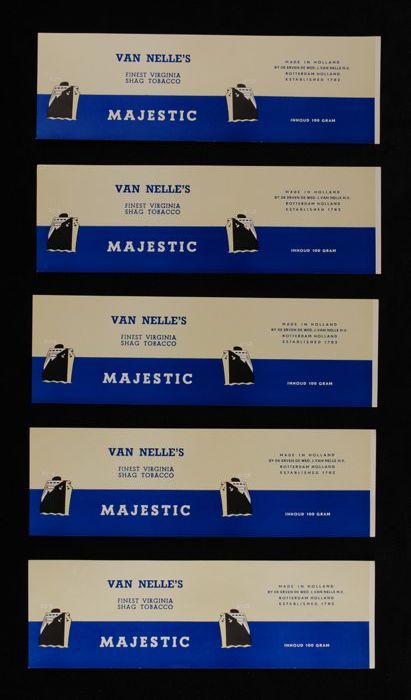 VAN NELLE'S
FINEST VIRGINIA
SHAG TOBACCO
MAJESTIC
MADE IN HOLLAND
BY DE ERVEN DE WED. J. VAN NELLE N.V.
ROTTERDAM HOLLAND
ESTABLISHED 1782
INHOUD 100 GRAM
VAN NELLE'S
FINEST VIRGINIA
SHAG TOBACCO
MAJESTIC
MADE IN HOLLAND
BY DE ERVEN DE WED. J. VAN NELLE N.V.
ROTTERDAM HOLLAND
ESTABLISHED 1782
INHOUD 100 GRAM
VAN NELLE'S
FINEST VIRGINIA
SHAG TOBACCO
MAJESTIC
MADE IN HOLLAND
BY DE ERVEN DE WED. J. VAN NELLE N.V.
ROTTERDAM HOLLAND
ESTABLISHED 1782
INHOUD 100 GRAM
VAN NELLE'S
FINEST VIRGINIA
SHAG TOBACCO
MAJESTIC
MADE IN HOLLAND
BY DE ERVEN DE WED. J. VAN NELLE N.V.
ROTTERDAM HOLLAND
ESTABLISHED 1782
INHOUD 100 GRAM
VAN NELLE'S
FINEST VIRGINIA
SHAG TOBACCO
MAJESTIC
MADE IN HOLLAND
BY DE ERVEN DE WED. J. VAN NELLE N.V.
ROTTERDAM HOLLAND
ESTABLISHED 1782
INHOUD 100 GRAM